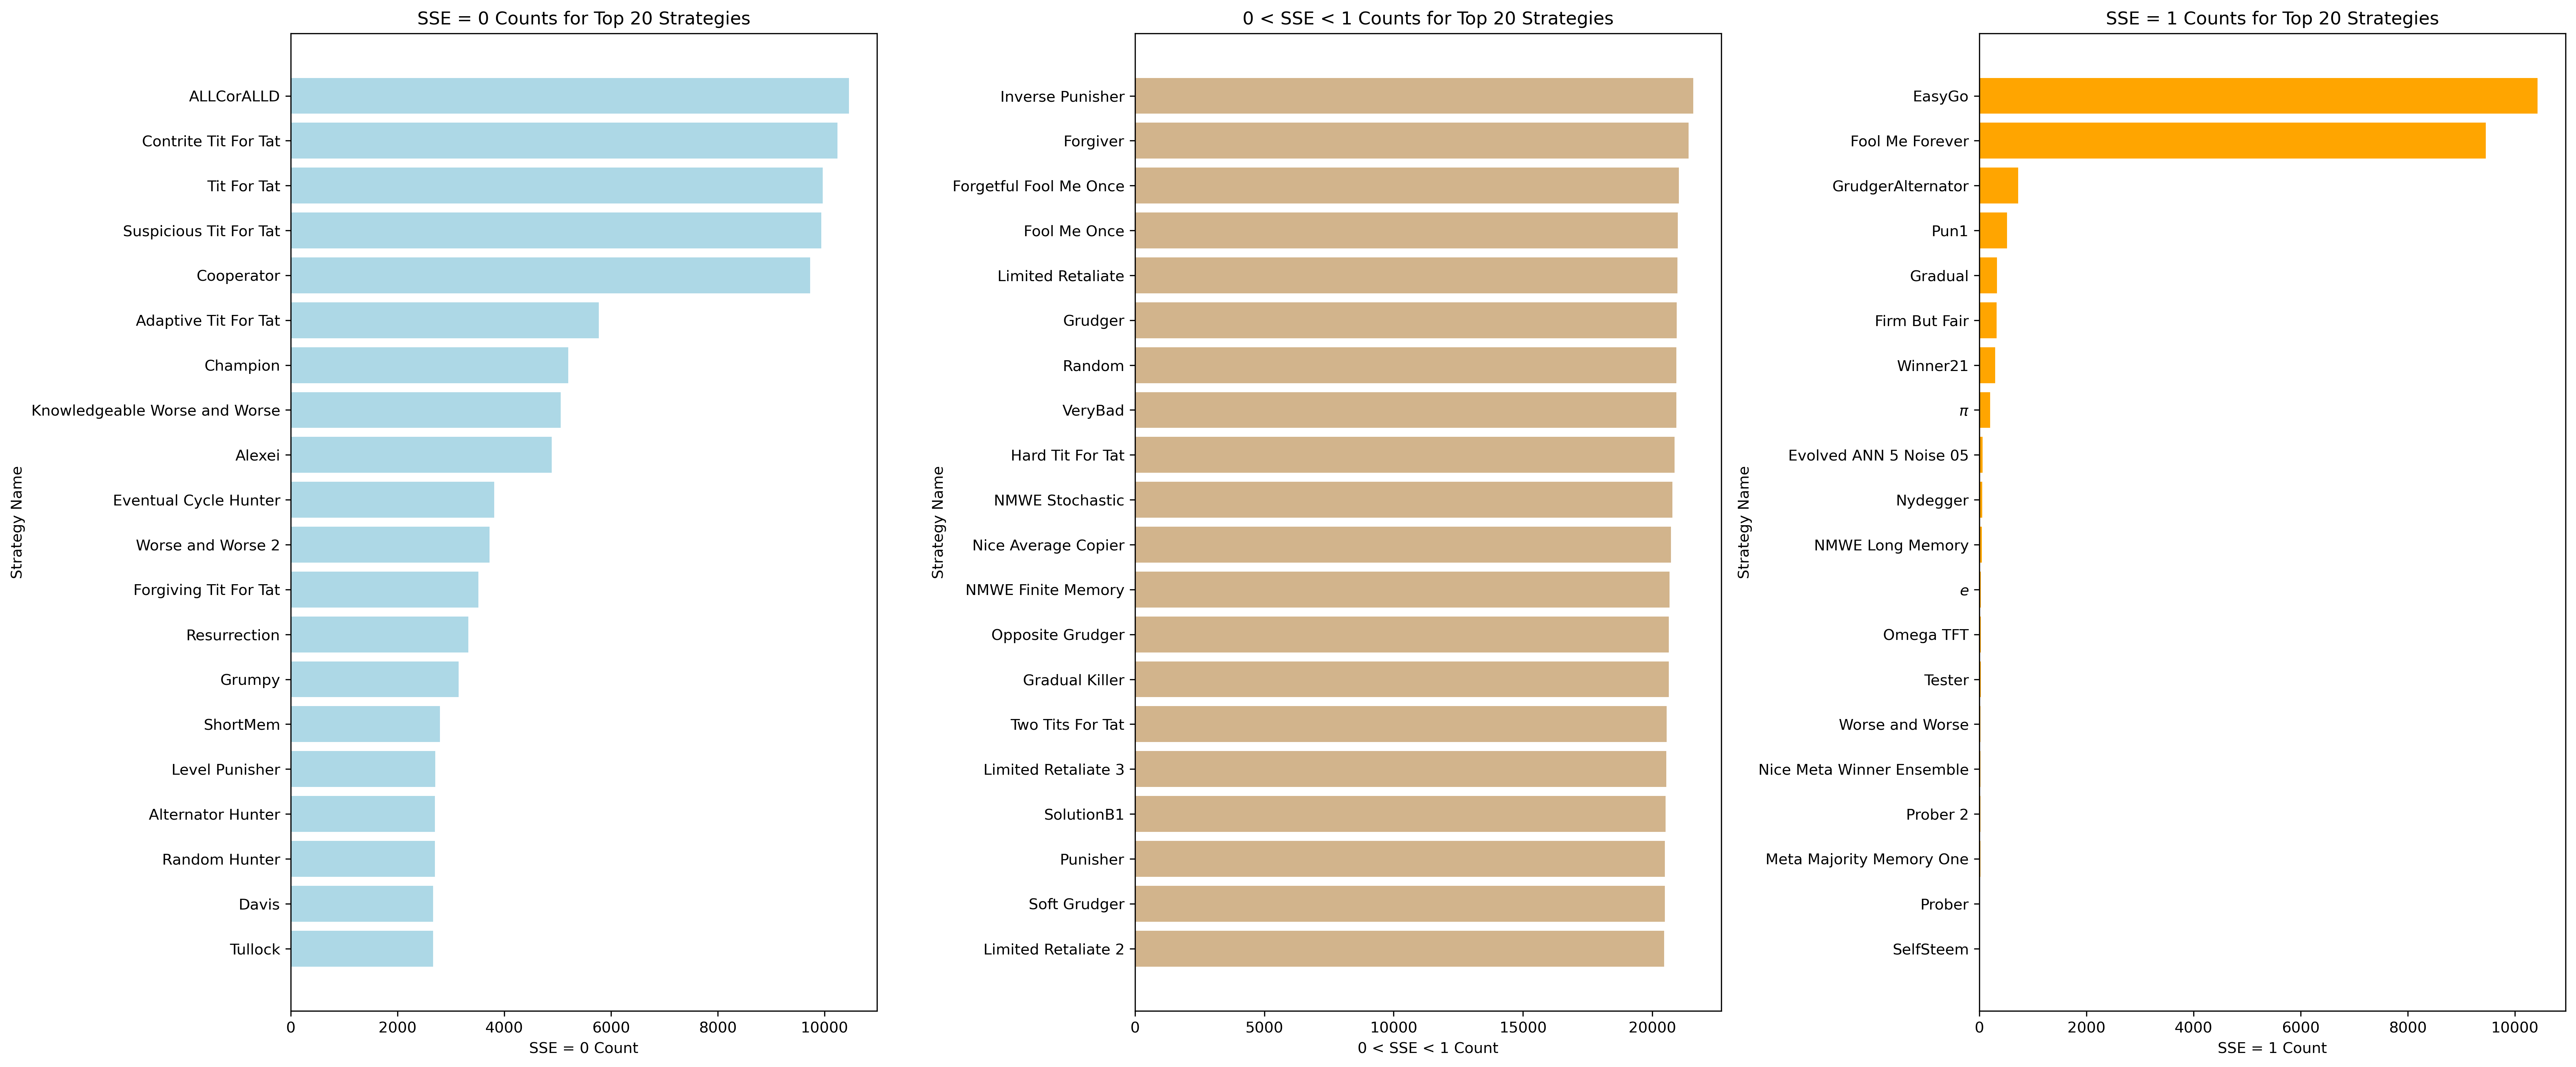 SSE = 0 Counts for Top 20 Strategies
Strategy Name
ALLCorALLD
Contrite Tit For Tat
Tit For Tat
Suspicious Tit For Tat
Cooperator
Adaptive Tit For Tat
Champion
Knowledgeable Worse and Worse
Alexei
Eventual Cycle Hunter
Worse and Worse 2
Forgiving Tit For Tat
Resurrection
Grumpy
ShortMem
Level Punisher
Alternator Hunter
Random Hunter
Davis
Tullock
0 2000 4000 6000 8000 10000
SSE = 0 Count
0 < SSE < 1 Counts for Top 20 Strategies
Strategy Name
Inverse Punisher
Forgiver
Forgetful Fool Me Once
Fool Me Once
Limited Retaliate
Grudger
Random
VeryBad
Hard Tit For Tat
NMWE Stochastic
Nice Average Copier
NMWE Finite Memory
Opposite Grudger
Gradual Killer
Two Tits For Tat
Limited Retaliate 3
SolutionB1
Punisher
Soft Grudger
Limited Retaliate 2
0 5000 10000 15000 20000
0 < SSE < 1 Count
SSE = 1 Counts for Top 20 Strategies
Strategy Name
EasyGo
Fool Me Forever
GrudgerAlternator
Pun1
Gradual
Firm But Fair
Winner21
π
Evolved ANN 5 Noise 05
Nydegger
NMWE Long Memory
e
Omega TFT
Tester
Worse and Worse
Nice Meta Winner Ensemble
Prober 2
Meta Majority Memory One
Prober
SelfSteem
0 2000 4000 6000 8000 10000
SSE = 1 Count